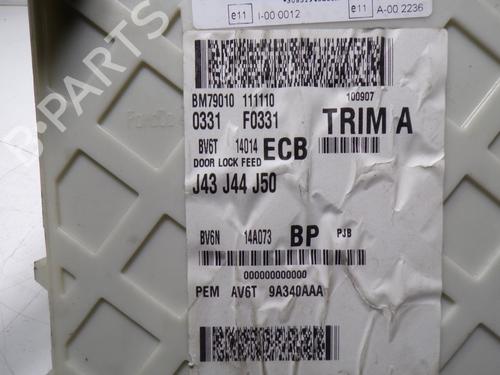 e11 I-00 0012 e11 A-00 2236
BM79010 111110 100907
0331 F0331 TRIM A
BV6T 14014 ECB
DOOR LOCK FEED
J43 J44 J50
BV6N 14A073 BP PJB
000000000000
PEM AV6T 9A340AAA
B-PARTS